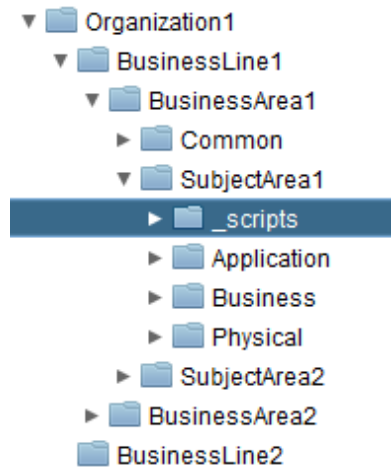 Organization1
BusinessLine1
BusinessArea1
Common
SubjectArea1
_scripts
Application
Business
Physical
SubjectArea2
BusinessArea2
BusinessLine2